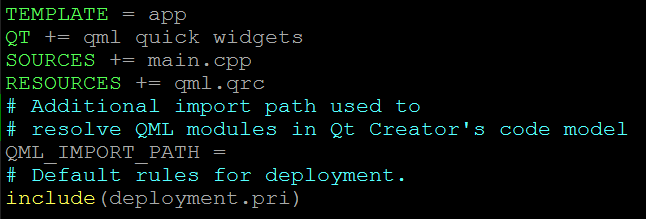 TEMPLATE = app
QT += qml quick widgets
SOURCES += main.cpp
RESOURCES += qml.qrc
# Additional import path used to
# resolve QML modules in Qt Creator's code model
QML_IMPORT_PATH =
# Default rules for deployment.
include(deployment.pri)